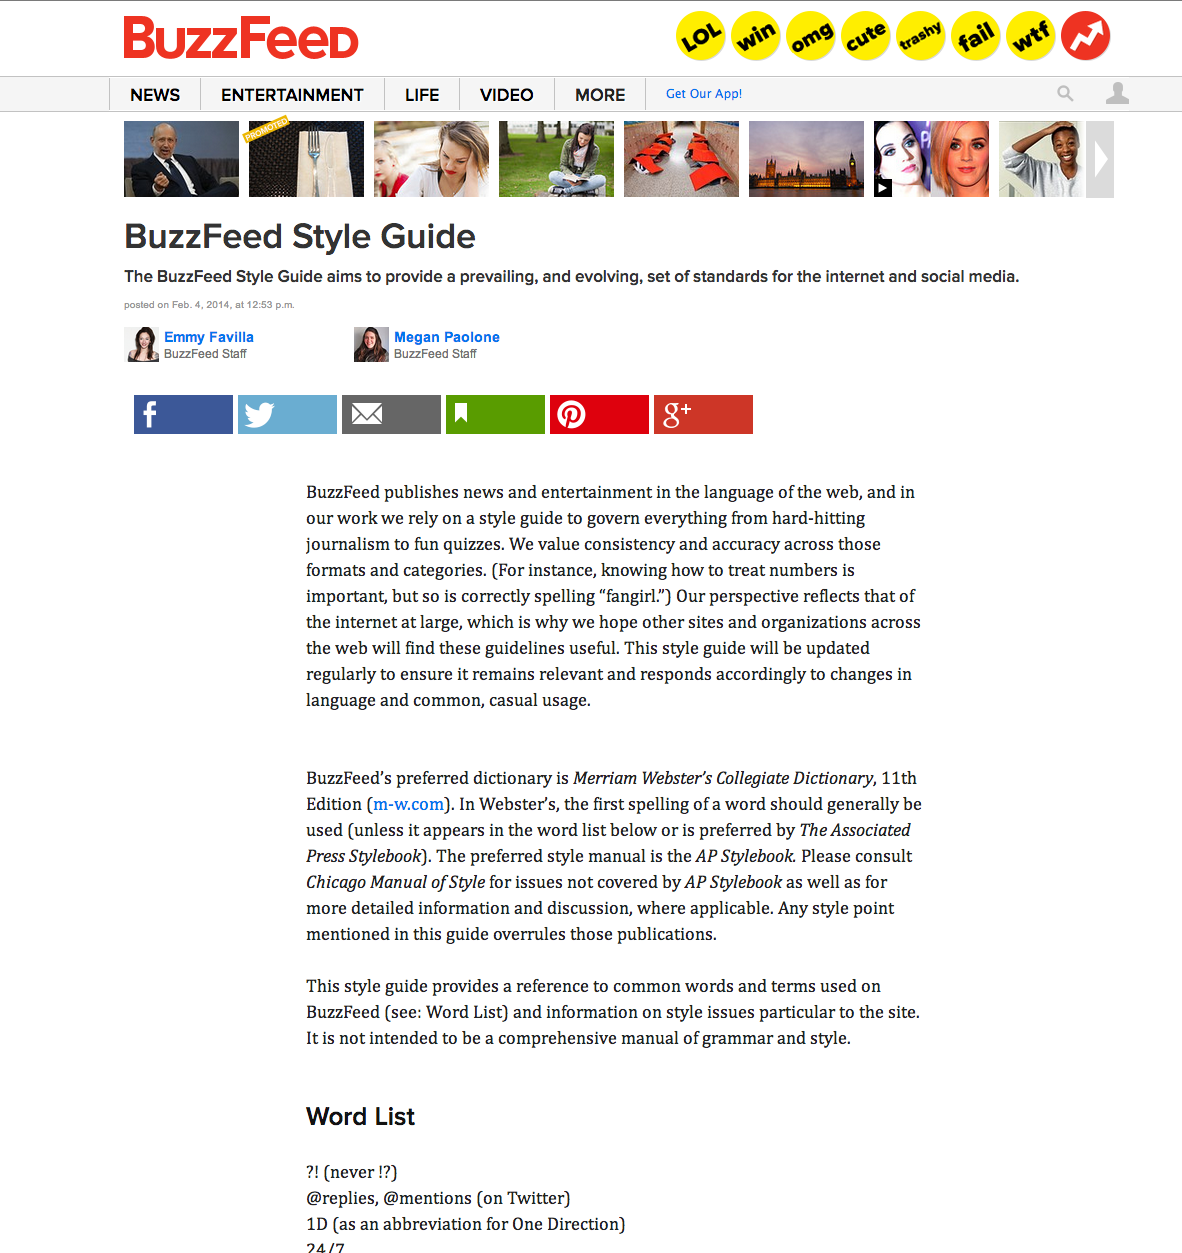 BuzzFeed
LOL win omg cute trashy fail wtf
NEWS ENTERTAINMENT LIFE VIDEO MORE Get Our App!
PROMOTED
BuzzFeed Style Guide
The BuzzFeed Style Guide aims to provide a prevailing, and evolving, set of standards for the internet and social media.
posted on Feb. 4, 2014, at 12:53 p.m.
Emmy Favilla Megan Paolone
BuzzFeed Staff BuzzFeed Staff
BuzzFeed publishes news and entertainment in the language of the web, and in
our work we rely on a style guide to govern everything from hard-hitting
journalism to fun quizzes. We value consistency and accuracy across those
formats and categories. (For instance, knowing how to treat numbers is
important, but so is correctly spelling “fangirl.”) Our perspective reflects that of
the internet at large, which is why we hope other sites and organizations across
the web will find these guidelines useful. This style guide will be updated
regularly to ensure it remains relevant and responds accordingly to changes in
language and common, casual usage.
BuzzFeed’s preferred dictionary is Merriam Webster’s Collegiate Dictionary, 11th
Edition (m-w.com). In Webster’s, the first spelling of a word should generally be
used (unless it appears in the word list below or is preferred by The Associated
Press Stylebook). The preferred style manual is the AP Stylebook. Please consult
Chicago Manual of Style for issues not covered by AP Stylebook as well as for
more detailed information and discussion, where applicable. Any style point
mentioned in this guide overrules those publications.
This style guide provides a reference to common words and terms used on
BuzzFeed (see: Word List) and information on style issues particular to the site.
It is not intended to be a comprehensive manual of grammar and style.
Word List
?! (never !?)
@replies, @mentions (on Twitter)
1D (as an abbreviation for One Direction)
24/7